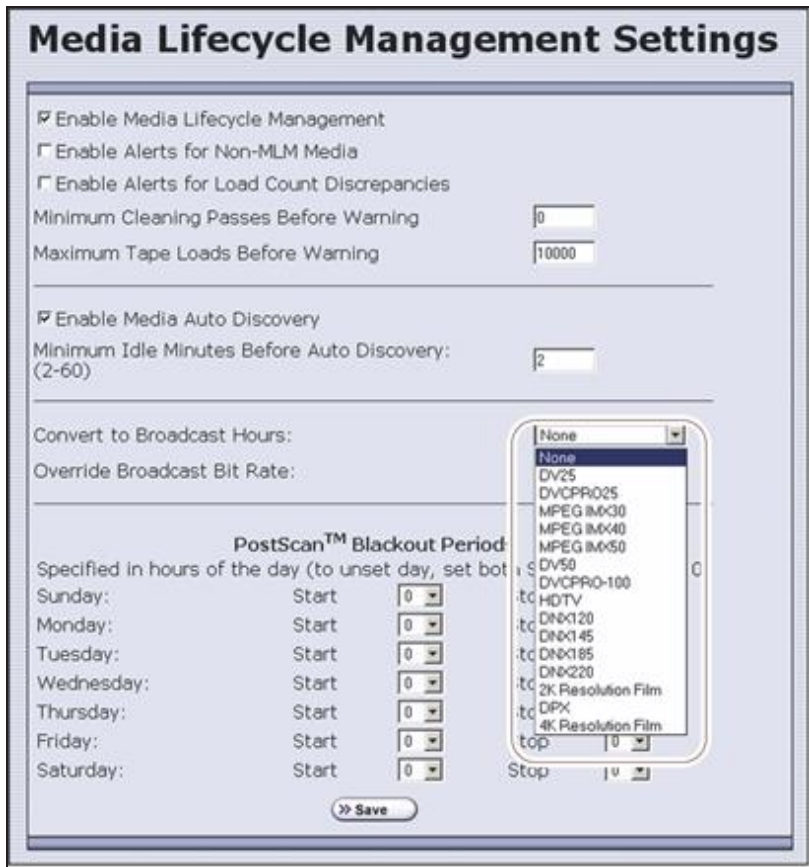 Media Lifecycle Management Settings
Enable Media Lifecycle Management
Enable Alerts for Non-MLM Media
Enable Alerts for Load Count Discrepancies
Minimum Cleaning Passes Before Warning 0
Maximum Tape Loads Before Warning 10000
Enable Media Auto Discovery
Minimum Idle Minutes Before Auto Discovery: 2
(2-60)
Convert to Broadcast Hours: None
Override Broadcast Bit Rate:
None
DV25
DVCPRO25
MPEG IMX30
MPEG IMX40
MPEG IMX50
DV50
DVCPRO-100
HDTV
DNX120
DNX145
DNX185
DNX220
2K Resolution Film
DPX
4K Resolution Film
PostScan™ Blackout Period
Specified in hours of the day (to unset day, set both
Sunday: Start 0
Monday: Start 0
Tuesday: Start 0
Wednesday: Start 0
Thursday: Start 0
Friday: Start 0 top 0
Saturday: Start 0 Stop 0
Save